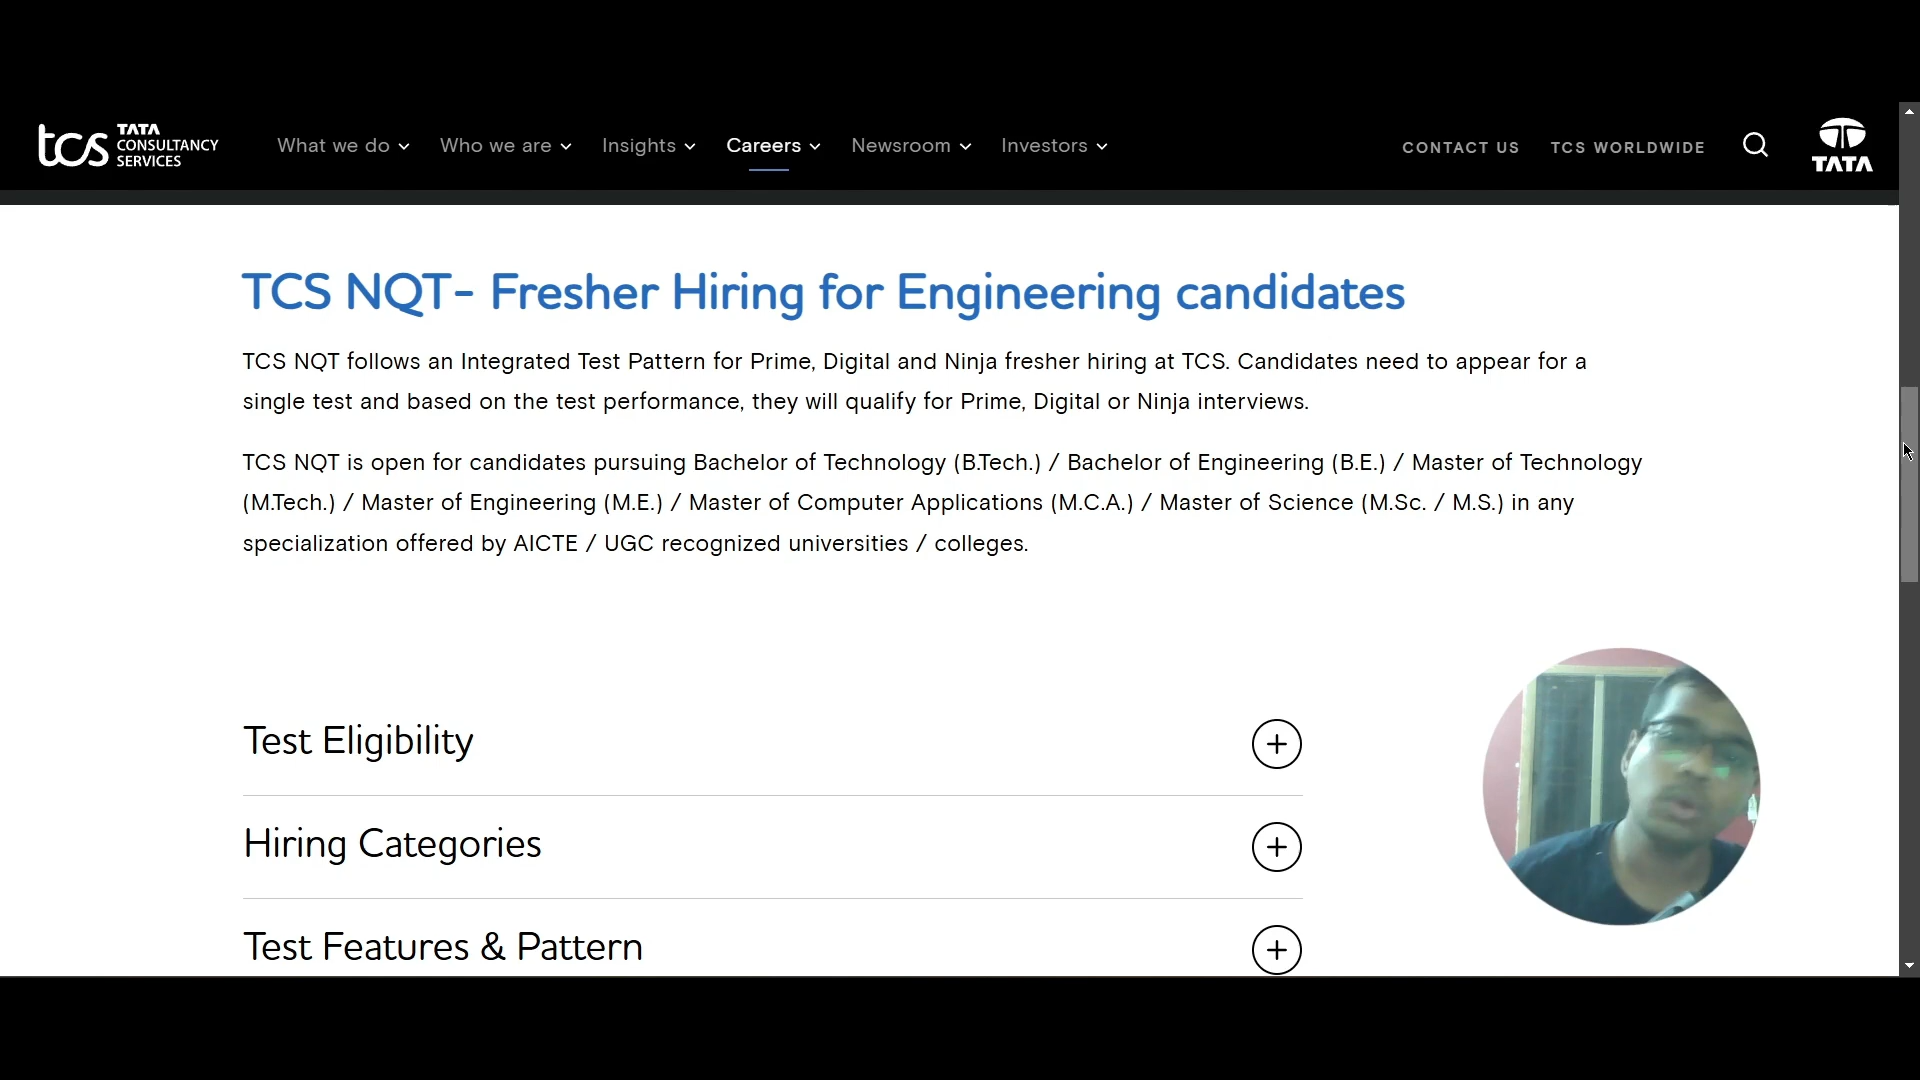 tcs TATA CONSULTANCY SERVICES
What we do
Who we are
Insights
Careers
Newsroom
Investors
CONTACT US
TCS WORLDWIDE
TATA
TCS NQT- Fresher Hiring for Engineering candidates
TCS NQT follows an Integrated Test Pattern for Prime, Digital and Ninja fresher hiring at TCS. Candidates need to appear for a
single test and based on the test performance, they will qualify for Prime, Digital or Ninja interviews.
TCS NQT is open for candidates pursuing Bachelor of Technology (B.Tech.) / Bachelor of Engineering (B.E.) / Master of Technology
(M.Tech.) / Master of Engineering (M.E.) / Master of Computer Applications (M.C.A.) / Master of Science (M.Sc. / M.S.) in any
specialization offered by AICTE / UGC recognized universities / colleges.
Test Eligibility
Hiring Categories
Test Features & Pattern